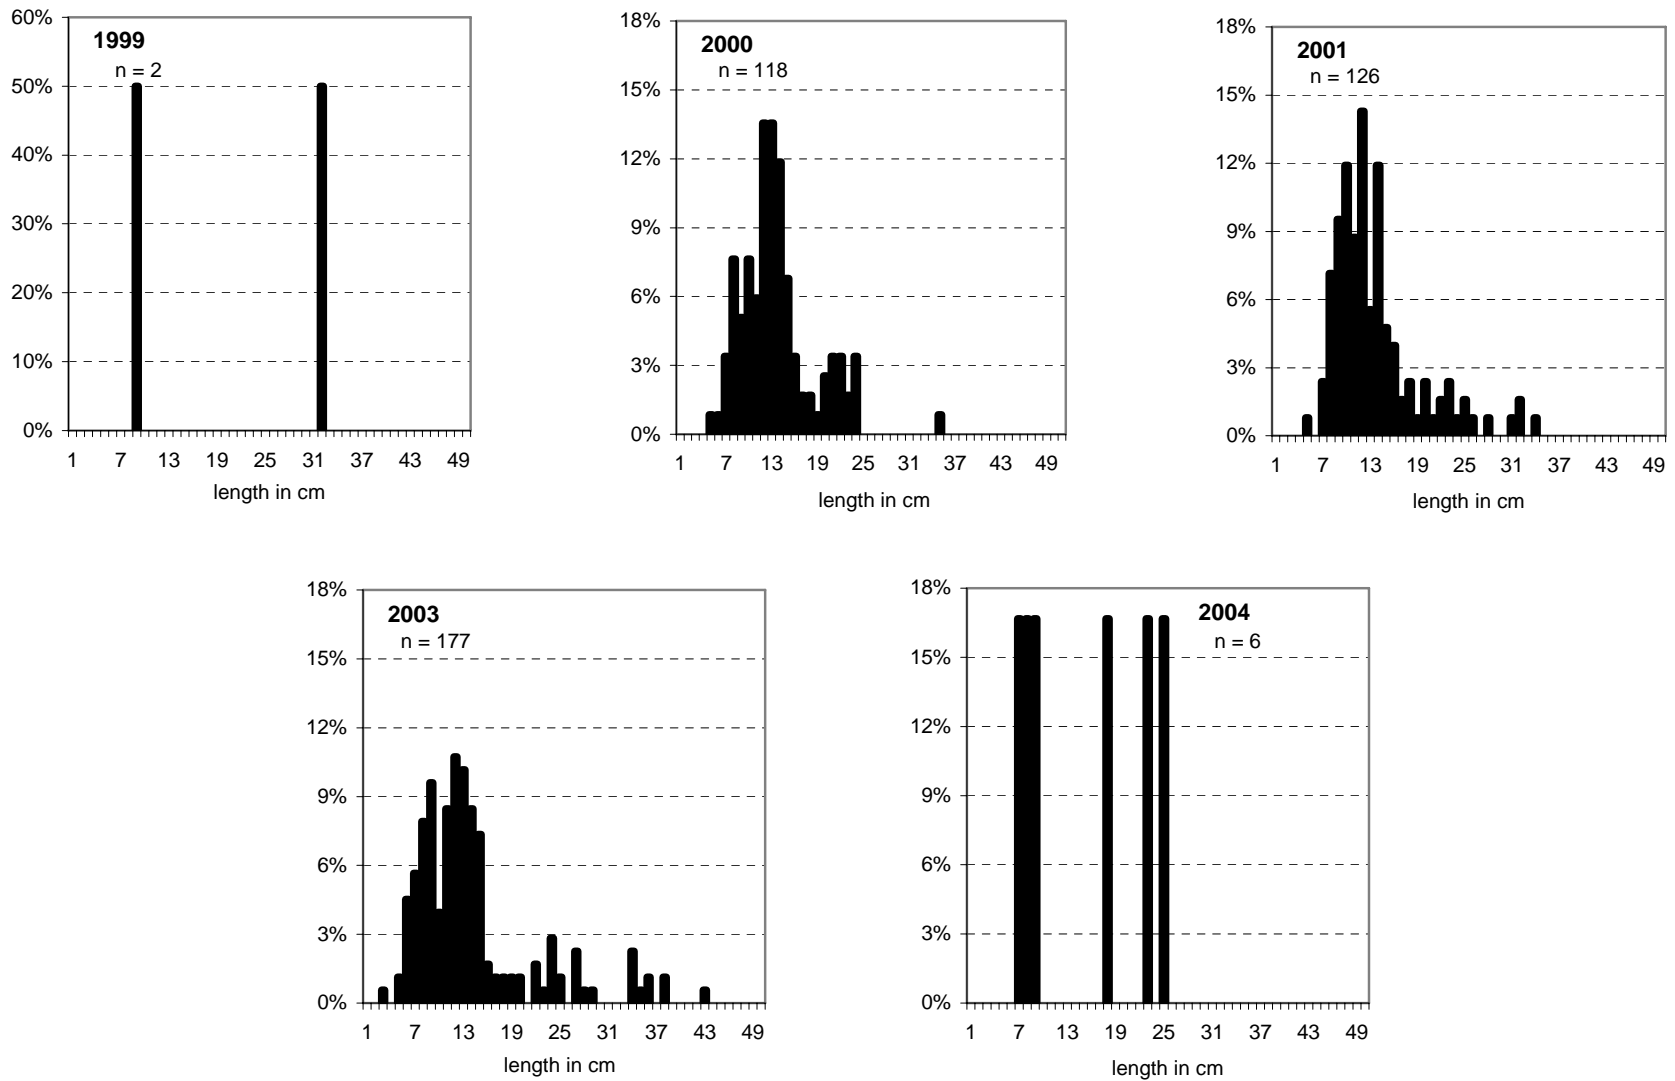 1999
n = 2
60%
50%
40%
30%
20%
10%
0%
1 7 13 19 25 31 37 43 49
length in cm
2000
n = 118
18%
15%
12%
9%
6%
3%
0%
1 7 13 19 25 31 37 43 49
length in cm
2001
n = 126
18%
15%
12%
9%
6%
3%
0%
1 7 13 19 25 31 37 43 49
length in cm
2003
n = 177
18%
15%
12%
9%
6%
3%
0%
1 7 13 19 25 31 37 43 49
length in cm
2004
n = 6
18%
15%
12%
9%
6%
3%
0%
1 7 13 19 25 31 37 43 49
length in cm